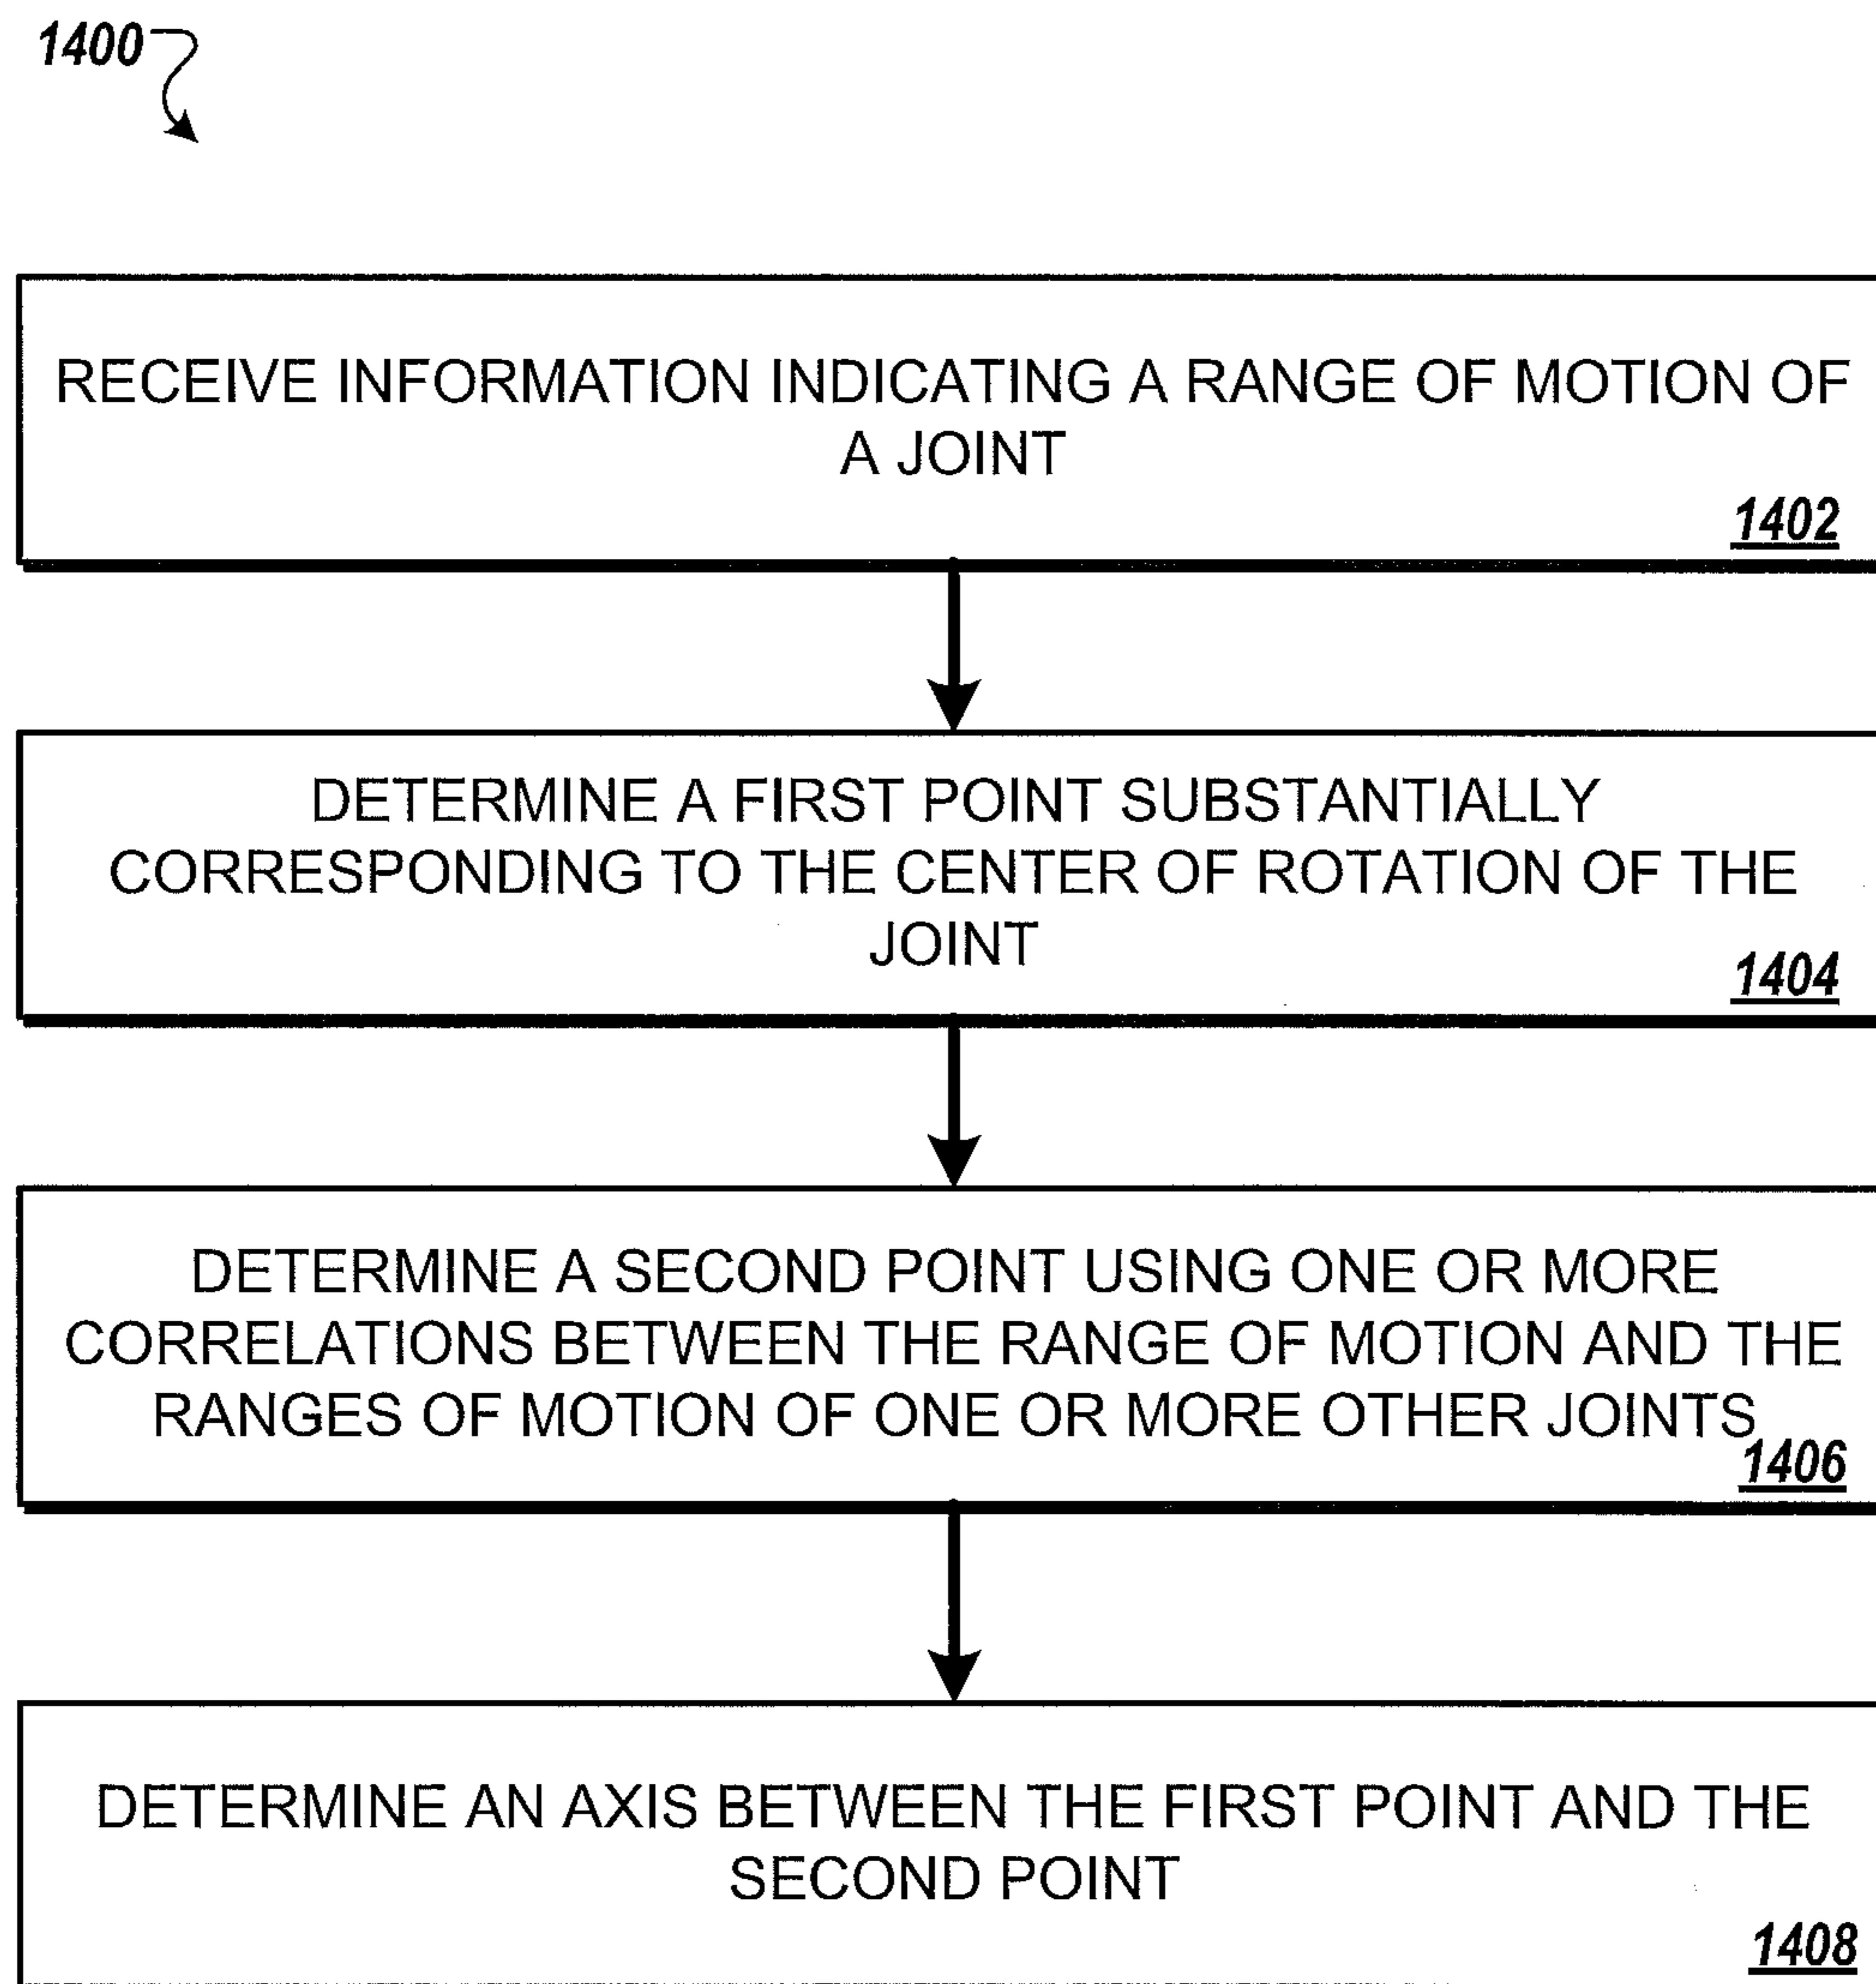 1400
RECEIVE INFORMATION INDICATING A RANGE OF MOTION OF
A JOINT
1402
DETERMINE A FIRST POINT SUBSTANTIALLY
CORRESPONDING TO THE CENTER OF ROTATION OF THE
JOINT
1404
DETERMINE A SECOND POINT USING ONE OR MORE
CORRELATIONS BETWEEN THE RANGE OF MOTION AND THE
RANGES OF MOTION OF ONE OR MORE OTHER JOINTS
1406
DETERMINE AN AXIS BETWEEN THE FIRST POINT AND THE
SECOND POINT
1408